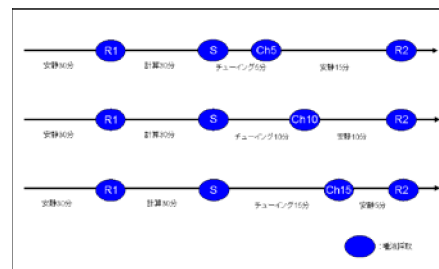 R1 S Ch5 R2
安静30分 計算30分 チューイング5分 安静15分
R1 S Ch10 R2
安静30分 計算30分 チューイング10分 安静10分
R1 S Ch15 R2
安静30分 計算30分 チューイング15分 安静5分
:唾液採取